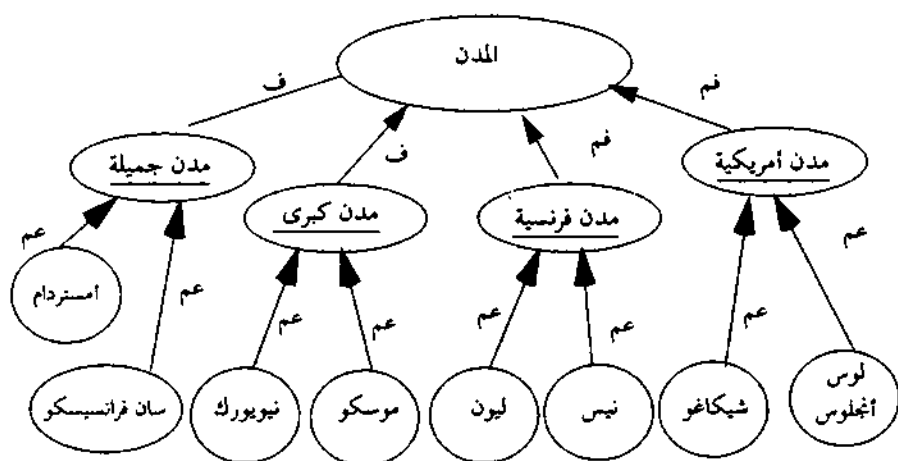 المدن
فم
ف
فم
ف
مدن أمريكية
مدن جميلة
مدن فرنسية
مدن كبرى
عم
عم
عم
عم
عم
عم
عم
عم
أمستردام
لوس
أنجلوس
شيكاغو
نيس
ليون
موسكو
نيويورك
سان فرانسيسكو